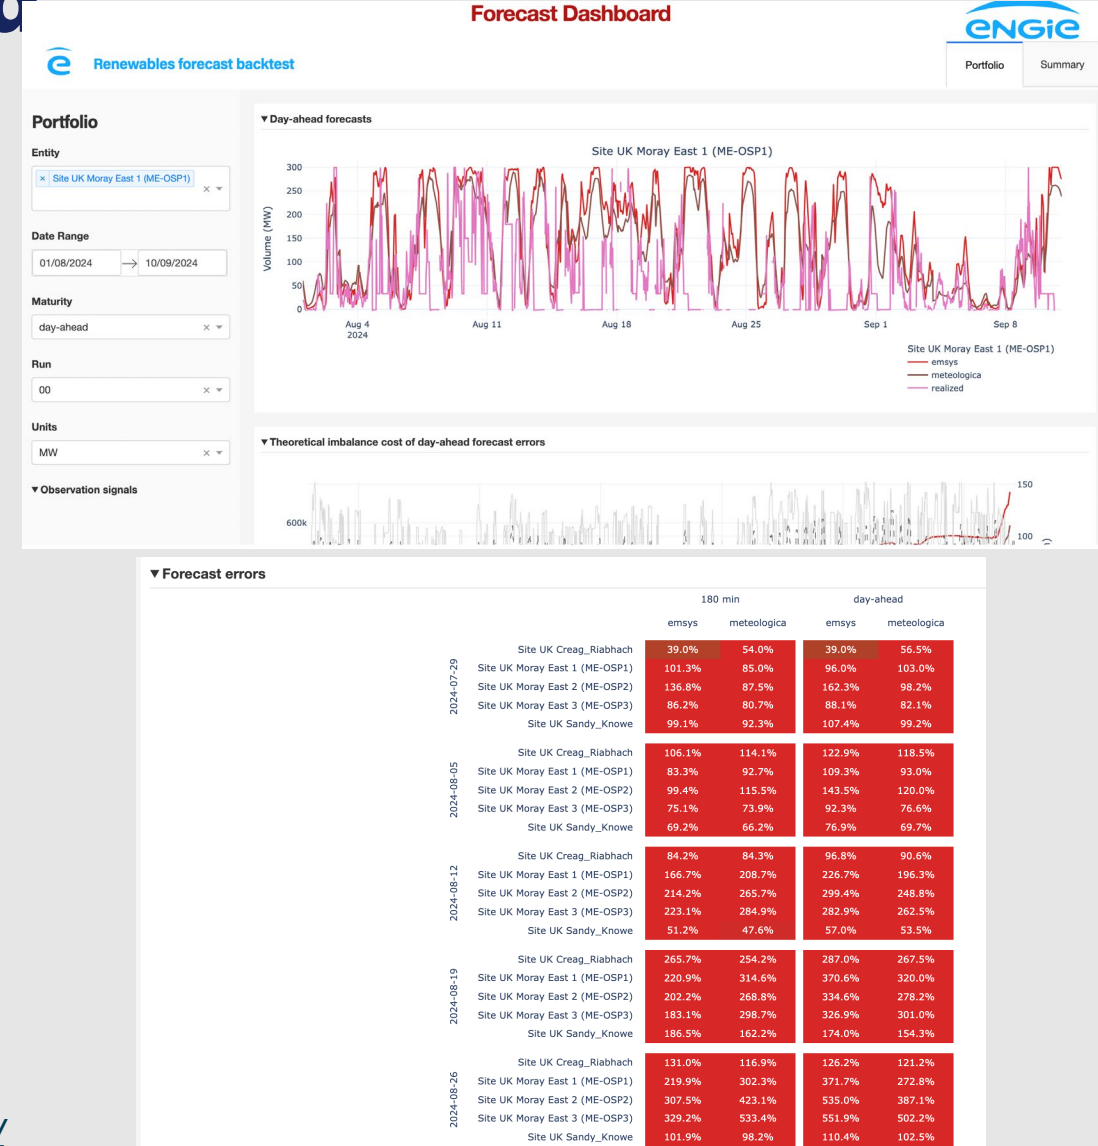 Forecast Dashboard
ENGIE
Renewables forecast backtest
Portfolio
Summary
Portfolio
Entity
× Site UK Moray East 1 (ME-OSP1)
Date Range
01/08/2024 → 10/09/2024
Maturity
day-ahead
Run
00
Units
MW
▼ Observation signals
▼ Day-ahead forecasts
Site UK Moray East 1 (ME-OSP1)
Volume (MW)
300
250
200
150
100
50
0
Aug 4
2024
Aug 11
Aug 18
Aug 25
Sep 1
Sep 8
Site UK Moray East 1 (ME-OSP1)
emsys
meteologica
realized
▼ Theoretical imbalance cost of day-ahead forecast errors
600k
150
100
▼ Forecast errors
180 min day-ahead
emsys meteologica emsys meteologica
2024-07-29
Site UK Creag_Riabhach 39.0% 54.0% 39.0% 56.5%
Site UK Moray East 1 (ME-OSP1) 101.3% 85.0% 96.0% 103.0%
Site UK Moray East 2 (ME-OSP2) 136.8% 87.5% 162.3% 98.2%
Site UK Moray East 3 (ME-OSP3) 86.2% 80.7% 88.1% 82.1%
Site UK Sandy_Knowe 99.1% 92.3% 107.4% 99.2%
2024-08-05
Site UK Creag_Riabhach 106.1% 114.1% 122.9% 118.5%
Site UK Moray East 1 (ME-OSP1) 83.3% 92.7% 109.3% 93.0%
Site UK Moray East 2 (ME-OSP2) 99.4% 115.5% 143.5% 120.0%
Site UK Moray East 3 (ME-OSP3) 75.1% 73.9% 92.3% 76.6%
Site UK Sandy_Knowe 69.2% 66.2% 76.9% 69.7%
2024-08-12
Site UK Creag_Riabhach 84.2% 84.3% 96.8% 90.6%
Site UK Moray East 1 (ME-OSP1) 166.7% 208.7% 226.7% 196.3%
Site UK Moray East 2 (ME-OSP2) 214.2% 265.7% 299.4% 248.8%
Site UK Moray East 3 (ME-OSP3) 223.1% 284.9% 282.9% 262.5%
Site UK Sandy_Knowe 51.2% 47.6% 57.0% 53.5%
2024-08-19
Site UK Creag_Riabhach 265.7% 254.2% 287.0% 267.5%
Site UK Moray East 1 (ME-OSP1) 220.9% 314.6% 370.6% 320.0%
Site UK Moray East 2 (ME-OSP2) 202.2% 268.8% 334.6% 278.2%
Site UK Moray East 3 (ME-OSP3) 183.1% 298.7% 326.9% 301.0%
Site UK Sandy_Knowe 186.5% 162.2% 174.0% 154.3%
2024-08-26
Site UK Creag_Riabhach 131.0% 116.9% 126.2% 121.2%
Site UK Moray East 1 (ME-OSP1) 219.9% 302.3% 371.7% 272.8%
Site UK Moray East 2 (ME-OSP2) 307.5% 423.1% 535.0% 387.1%
Site UK Moray East 3 (ME-OSP3) 329.2% 533.4% 551.9% 502.2%
Site UK Sandy_Knowe 101.9% 98.2% 110.4% 102.5%